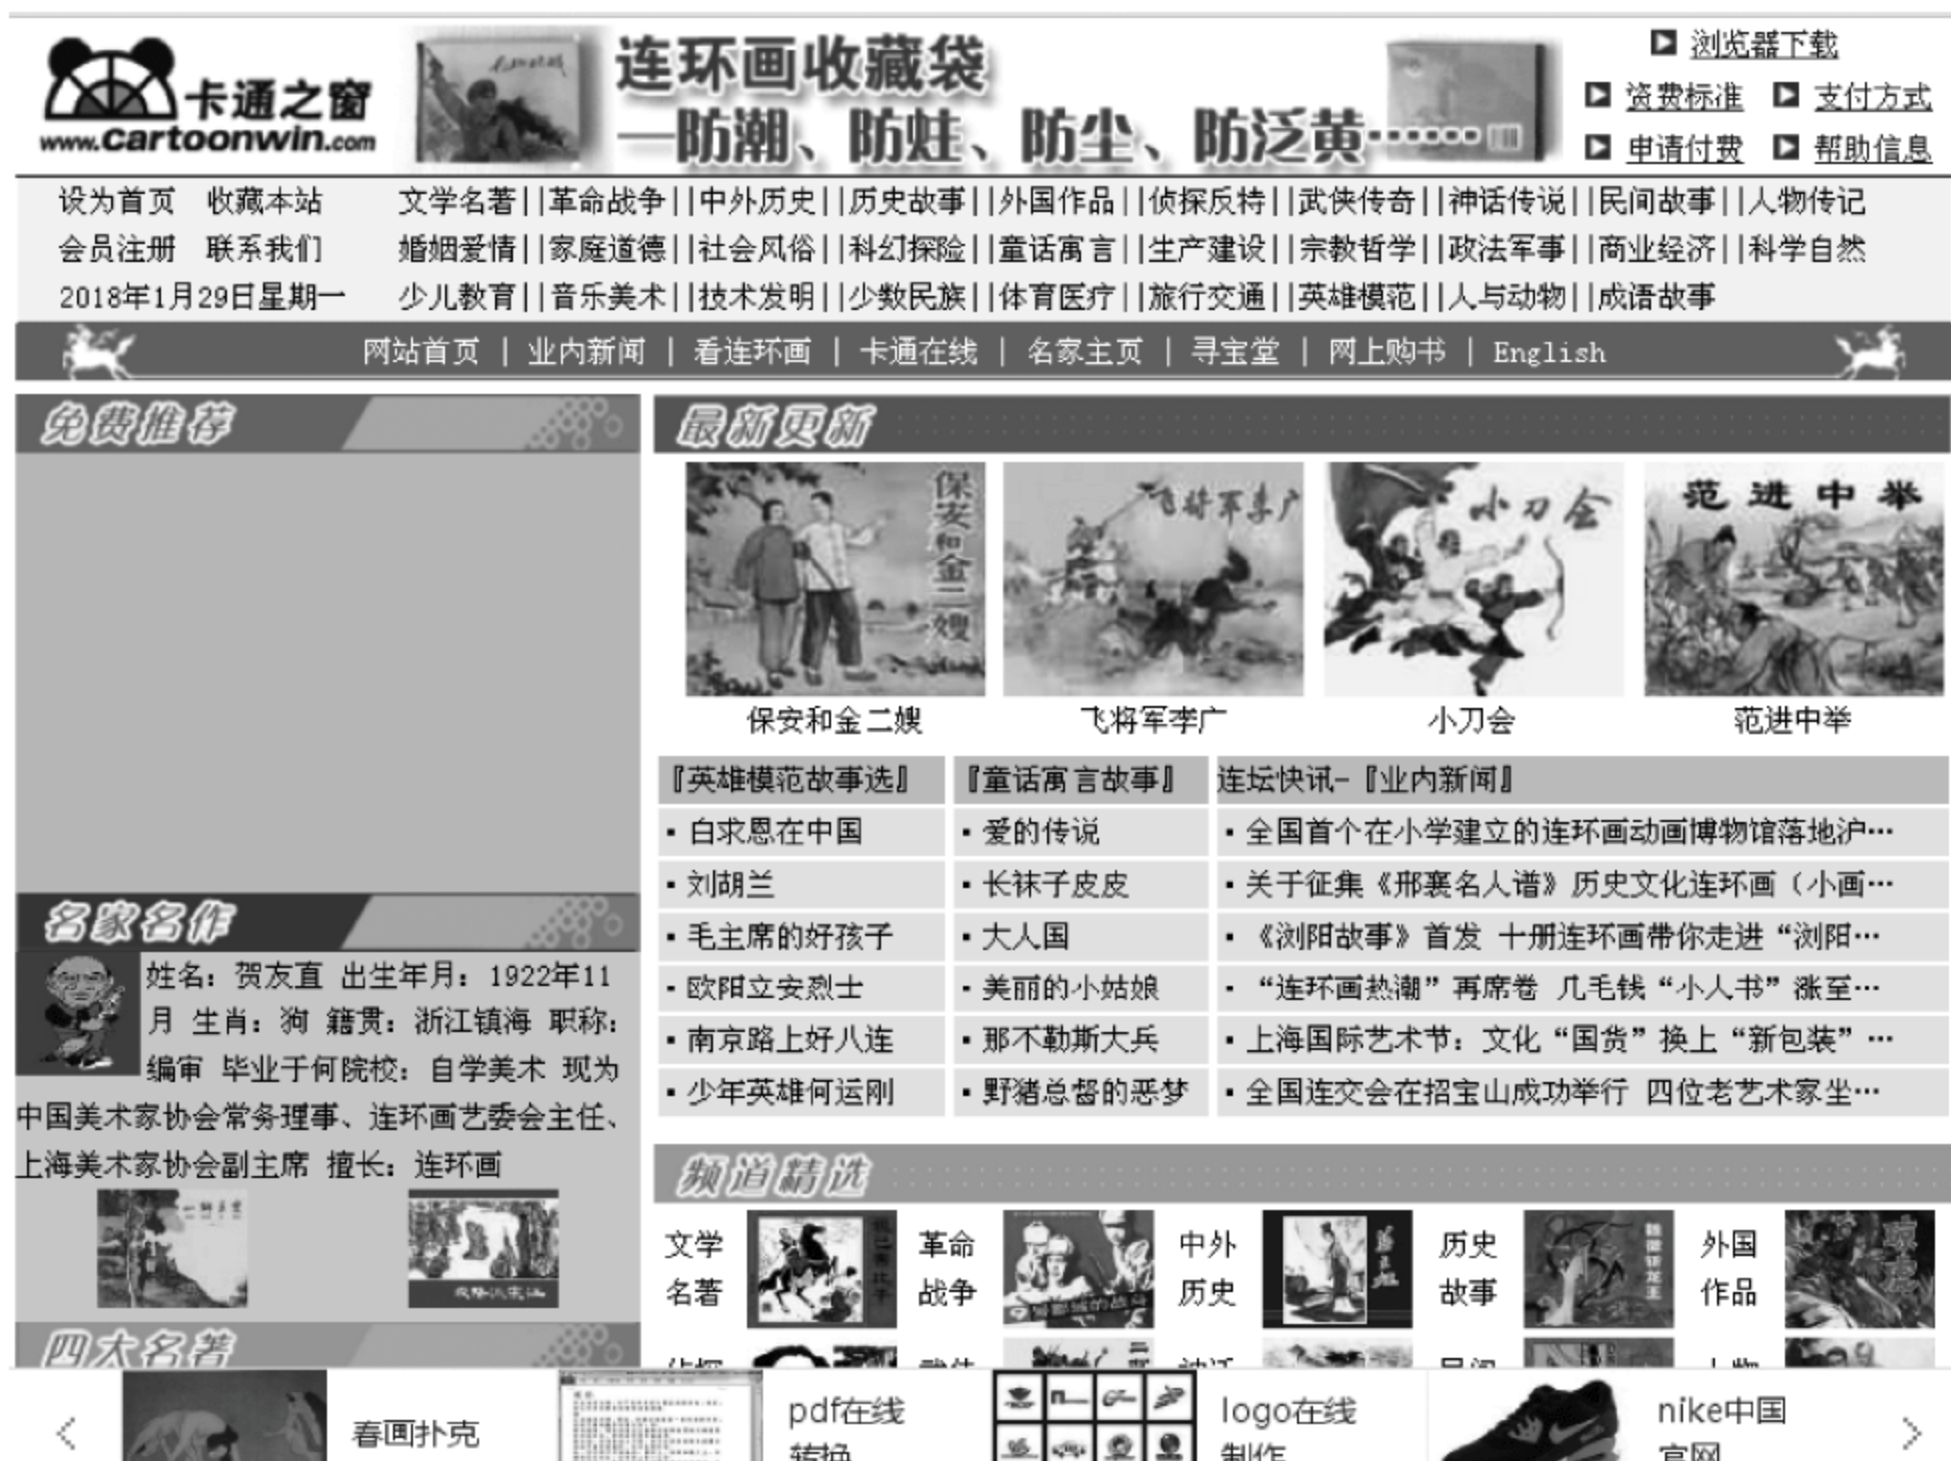 卡通之窗
www.cartoonwin.com
连环画收藏袋
—防潮、防蛀、防尘、防泛黄······
浏览器下载
资费标准 支付方式
申请付费 帮助信息
设为首页 收藏本站
会员注册 联系我们
2018年1月29日星期一
文学名著||革命战争||中外历史||历史故事||外国作品||侦探反特||武侠传奇||神话传说||民间故事||人物传记
婚姻爱情||家庭道德||社会风俗||科幻探险||童话寓言||生产建设||宗教哲学||政法军事||商业经济||科学自然
少儿教育||音乐美术||技术发明||少数民族||体育医疗||旅行交通||英雄模范||人与动物||成语故事
网站首页 | 业内新闻 | 看连环画 | 卡通在线 | 名家主页 | 寻宝堂 | 网上购书 | English
免费推荐
名家名作
姓名：贺友直 出生年月：1922年11
月 生肖：狗 籍贯：浙江镇海 职称：
编审 毕业于何院校：自学美术 现为
中国美术家协会常务理事、连环画艺委会主任、
上海美术家协会副主席 擅长：连环画
四大名著
最新更新
保安和金二嫂
飞将军李广
小刀会
范进中举
保安和金二嫂
飞将军李广
小刀会
范进中举
『英雄模范故事选』
▪ 白求恩在中国
▪ 刘胡兰
▪ 毛主席的好孩子
▪ 欧阳立安烈士
▪ 南京路上好八连
▪ 少年英雄何运刚
『童话寓言故事』
▪ 爱的传说
▪ 长袜子皮皮
▪ 大人国
▪ 美丽的小姑娘
▪ 那不勒斯大兵
▪ 野猪总督的恶梦
连坛快讯-『业内新闻』
▪ 全国首个在小学建立的连环画动画博物馆落地沪…
▪ 关于征集《邢襄名人谱》历史文化连环画（小画…
▪ 《浏阳故事》首发 十册连环画带你走进“浏阳…
▪ “连环画热潮”再席卷 几毛钱“小人书”涨至…
▪ 上海国际艺术节：文化“国货”换上“新包装”…
▪ 全国连交会在招宝山成功举行 四位老艺术家坐…
频道精选
文学
名著
革命
战争
中外
历史
历史
故事
外国
作品
春画扑克
pdf在线
转换
logo在线
制作
nike中国
官网